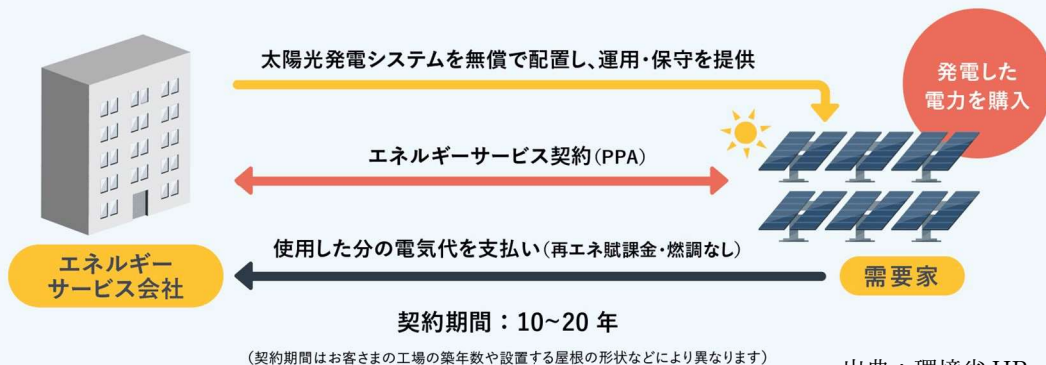 太陽光発電システムを無償で配置し、運用・保守を提供
発電した
電力を購入
エネルギーサービス契約(PPA)
使用した分の電気代を支払い(再エネ賦課金・燃調なし)
エネルギー
サービス会社
需要家
契約期間：10~20 年
(契約期間はお客さまの工場の築年数や設置する屋根の形状などにより異なります)
出典：環境省 HP